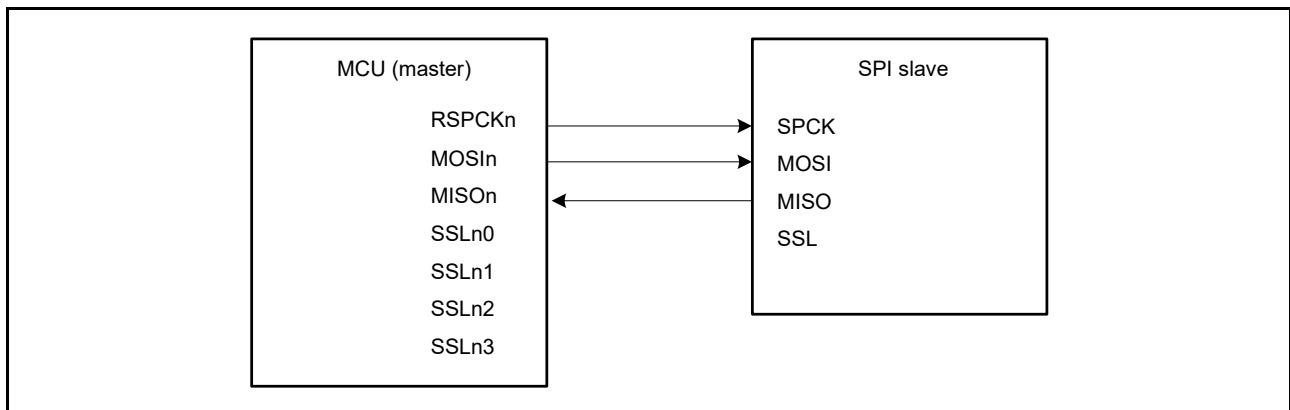 MCU (master)
RSPCKn
MOSIn
MISOn
SSLn0
SSLn1
SSLn2
SSLn3
SPI slave
SPCK
MOSI
MISO
SSL